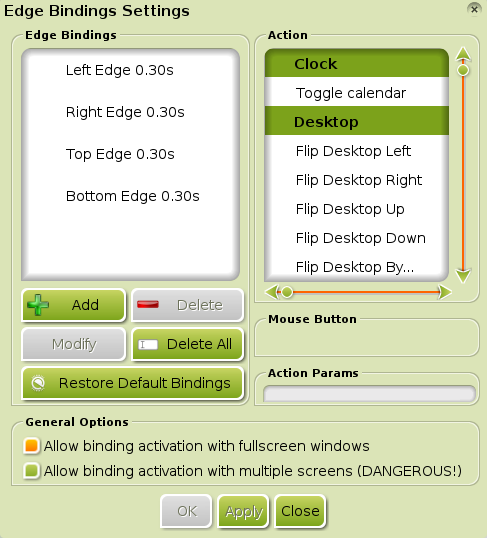 Edge Bindings Settings
Edge Bindings
Left Edge 0.30s
Right Edge 0.30s
Top Edge 0.30s
Bottom Edge 0.30s
Add
Delete
Modify
Delete All
Restore Default Bindings
Action
Clock
Toggle calendar
Desktop
Flip Desktop Left
Flip Desktop Right
Flip Desktop Up
Flip Desktop Down
Flip Desktop By...
Mouse Button
Action Params
General Options
Allow binding activation with fullscreen windows
Allow binding activation with multiple screens (DANGEROUS!)
OK
Apply
Close